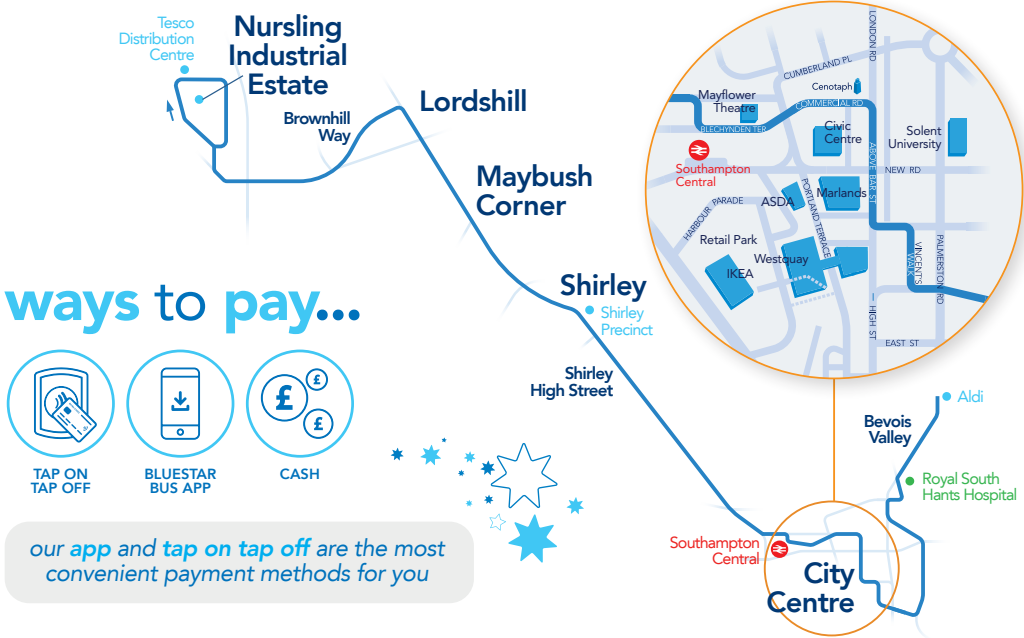 Tesco
Distribution
Centre
Nursling
Industrial
Estate
Brownhill
Way
Lordshill
Maybush
Corner
Shirley
Shirley
Precinct
Shirley
High Street
ways to pay...
£
£
£
TAP ON
TAP OFF
BLUESTAR
BUS APP
CASH
our app and tap on tap off are the most
convenient payment methods for you
LONDON RD
CUMBERLAND PL
Cenotaph
Mayflower
Theatre
COMMERCIAL RD
BLECHYNDEN TER
Civic
Centre
Solent
University
Southampton
Central
ABOVE BAR ST
NEW RD
HARBOUR PARADE
ASDA
PORTLAND TERRACE
Marlands
Retail Park
Westquay
IKEA
VINCENT'S
WALK
PALMERSTON RD
HIGH ST
EAST ST
Aldi
Bevois
Valley
Royal South
Hants Hospital
Southampton
Central
City
Centre